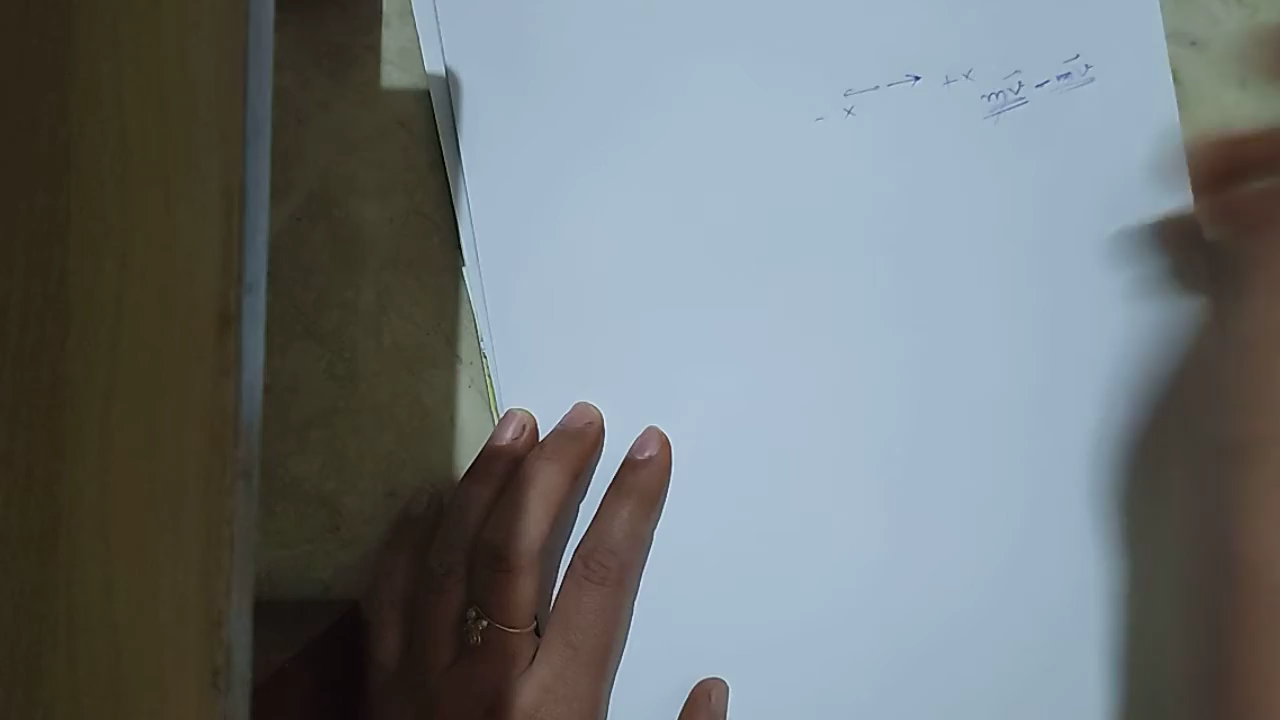 - x ← → + x mv - mv